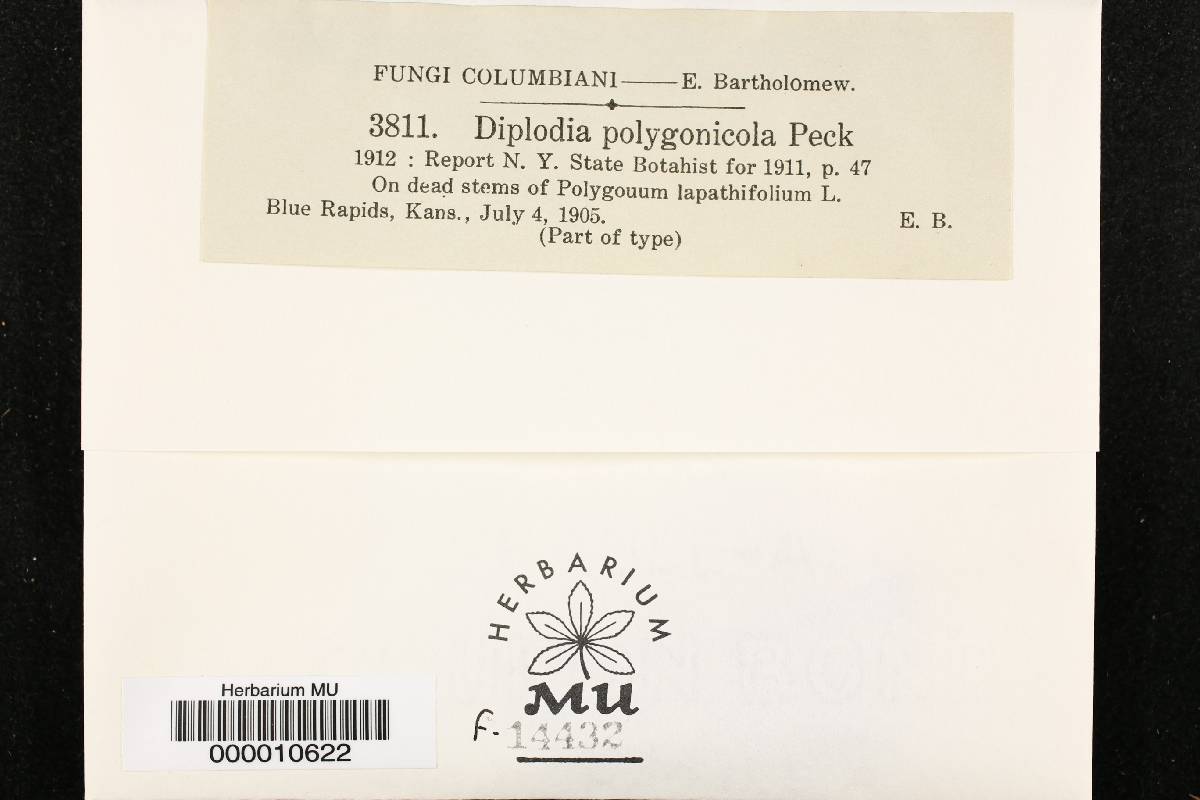 FUNGI COLUMBIANI——E. Bartholomew.
3811. Diplodia polygonicola Peck
1912 : Report N. Y. State Botahist for 1911, p. 47
On dead stems of Polygouum lapathifolium L.
Blue Rapids, Kans., July 4, 1905. E. B.
(Part of type)
HERBARIUM
MU
F. 14432
Herbarium MU
000010622